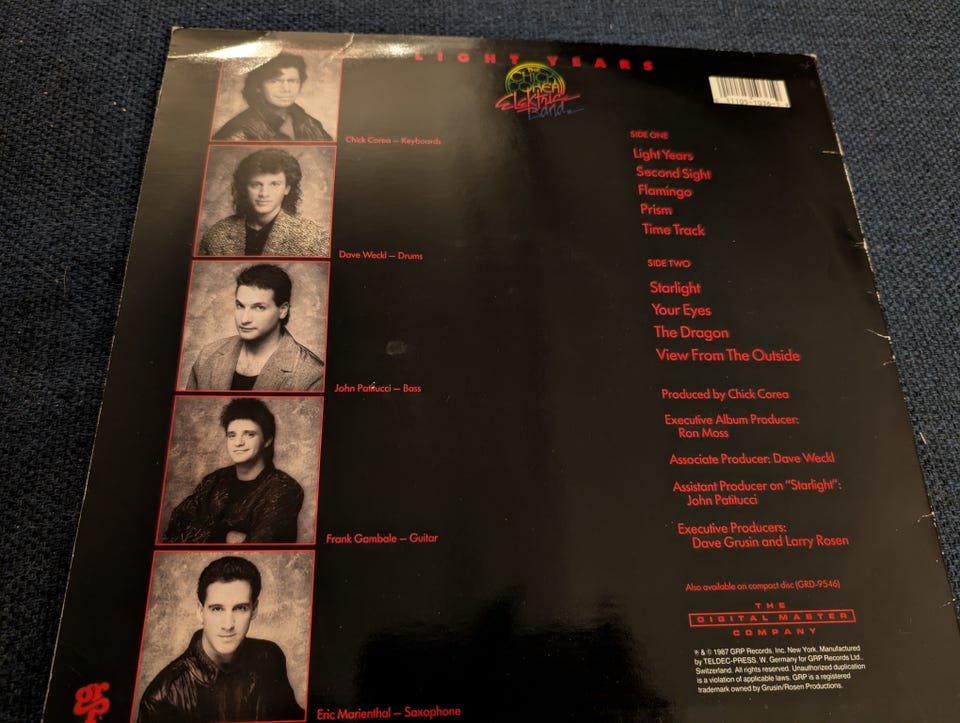 LIGHT YEARS
The
CHICK
COREA
Elektric
Band
Chick Corea – Keyboards
Dave Weckl – Drums
John Patitucci – Bass
Frank Gambale – Guitar
Eric Marienthal – Saxophone
grp
SIDE ONE
Light Years
Second Sight
Flamingo
Prism
Time Track
SIDE TWO
Starlight
Your Eyes
The Dragon
View From The Outside
Produced by Chick Corea
Executive Album Producer:
Ron Moss
Associate Producer: Dave Weckl
Assistant Producer on "Starlight":
John Patitucci
Executive Producers:
Dave Grusin and Larry Rosen
Also available on compact disc (GRD-9546)
THE
DIGITAL MASTER
COMPANY
℗ & © 1987 GRP Records, Inc. New York. Manufactured
by TELDEC-PRESS, W. Germany for GRP Records Ltd.,
Switzerland. All rights reserved. Unauthorized duplication
is a violation of applicable laws. GRP is a registered
trademark owned by Grusin/Rosen Productions.